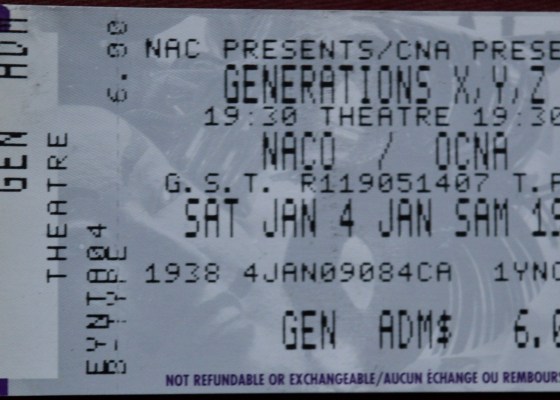 GEN ADM
THEATRE
6.00
EYNTA04
NAC PRESENTS/CNA PRESE
GENERATIONS X,Y,Z
19:30 THEATRE 19:30
NACO / OCNA
G.S.T. R119051407 T.P
SAT JAN 4 JAN SAM 19
1938 4JAN09084CA 1YNC
GEN ADM$ 6.0
NOT REFUNDABLE OR EXCHANGEABLE/AUCUN ÉCHANGE OU REMBOURS